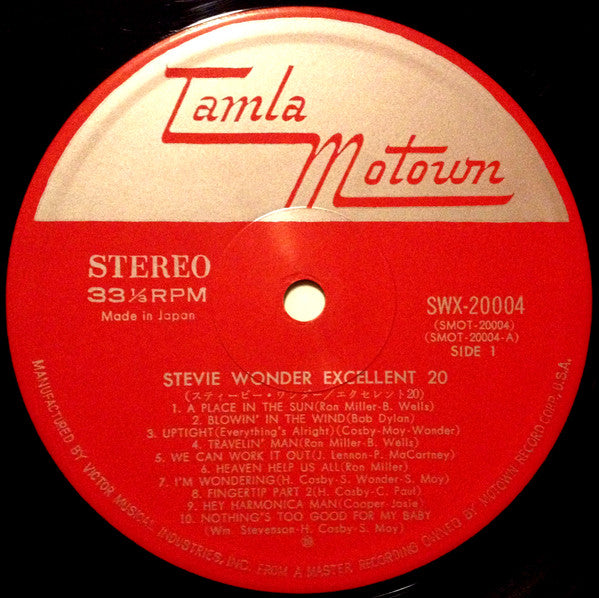 Tamla
Motown
STEREO
33 1/3 RPM
Made in Japan
SWX-20004
(SMOT-20004)
(SMOT-20004-A)
SIDE 1
STEVIE WONDER EXCELLENT 20
(スティービー・ワンダー/エクセレント20)
1. A PLACE IN THE SUN(Ron Miller-B. Wells)
2. BLOWIN' IN THE WIND(Bob Dylan)
3. UPTIGHT(Everything's Alright)(Cosby-Moy-Wonder)
4. TRAVELIN' MAN(Ron Miller-B. Wells)
5. WE CAN WORK IT OUT(J. Lennon-P. McCartney)
6. HEAVEN HELP US ALL(Ron Miller)
7. I'M WONDERING(H. Cosby-S. Wonder-S. Moy)
8. FINGERTIP PART 2(H. Cosby-C. Paul)
9. HEY HARMONICA MAN(Cooper-Josie)
10. NOTHING'S TOO GOOD FOR MY BABY
(Wm. Stevenson-H. Cosby-S. Moy)
MANUFACTURED BY VICTOR MUSICAL INDUSTRIES, INC. FROM A MASTER RECORDING OWNED BY MOTOWN RECORD CORP., U.S.A.